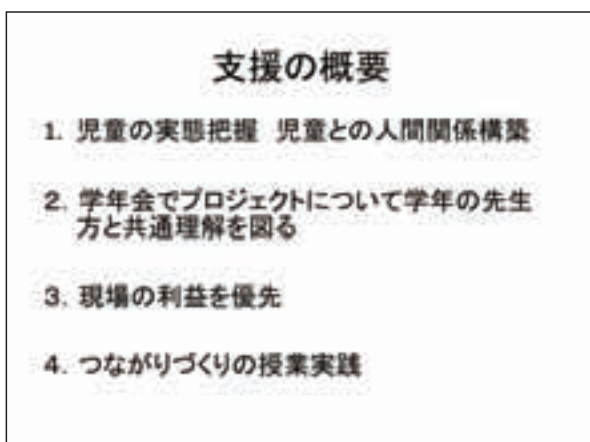 支援の概要
1. 児童の実態把握 児童との人間関係構築
2. 学年会でプロジェクトについて学年の先生
方と共通理解を図る
3. 現場の利益を優先
4. つながりづくりの授業実践